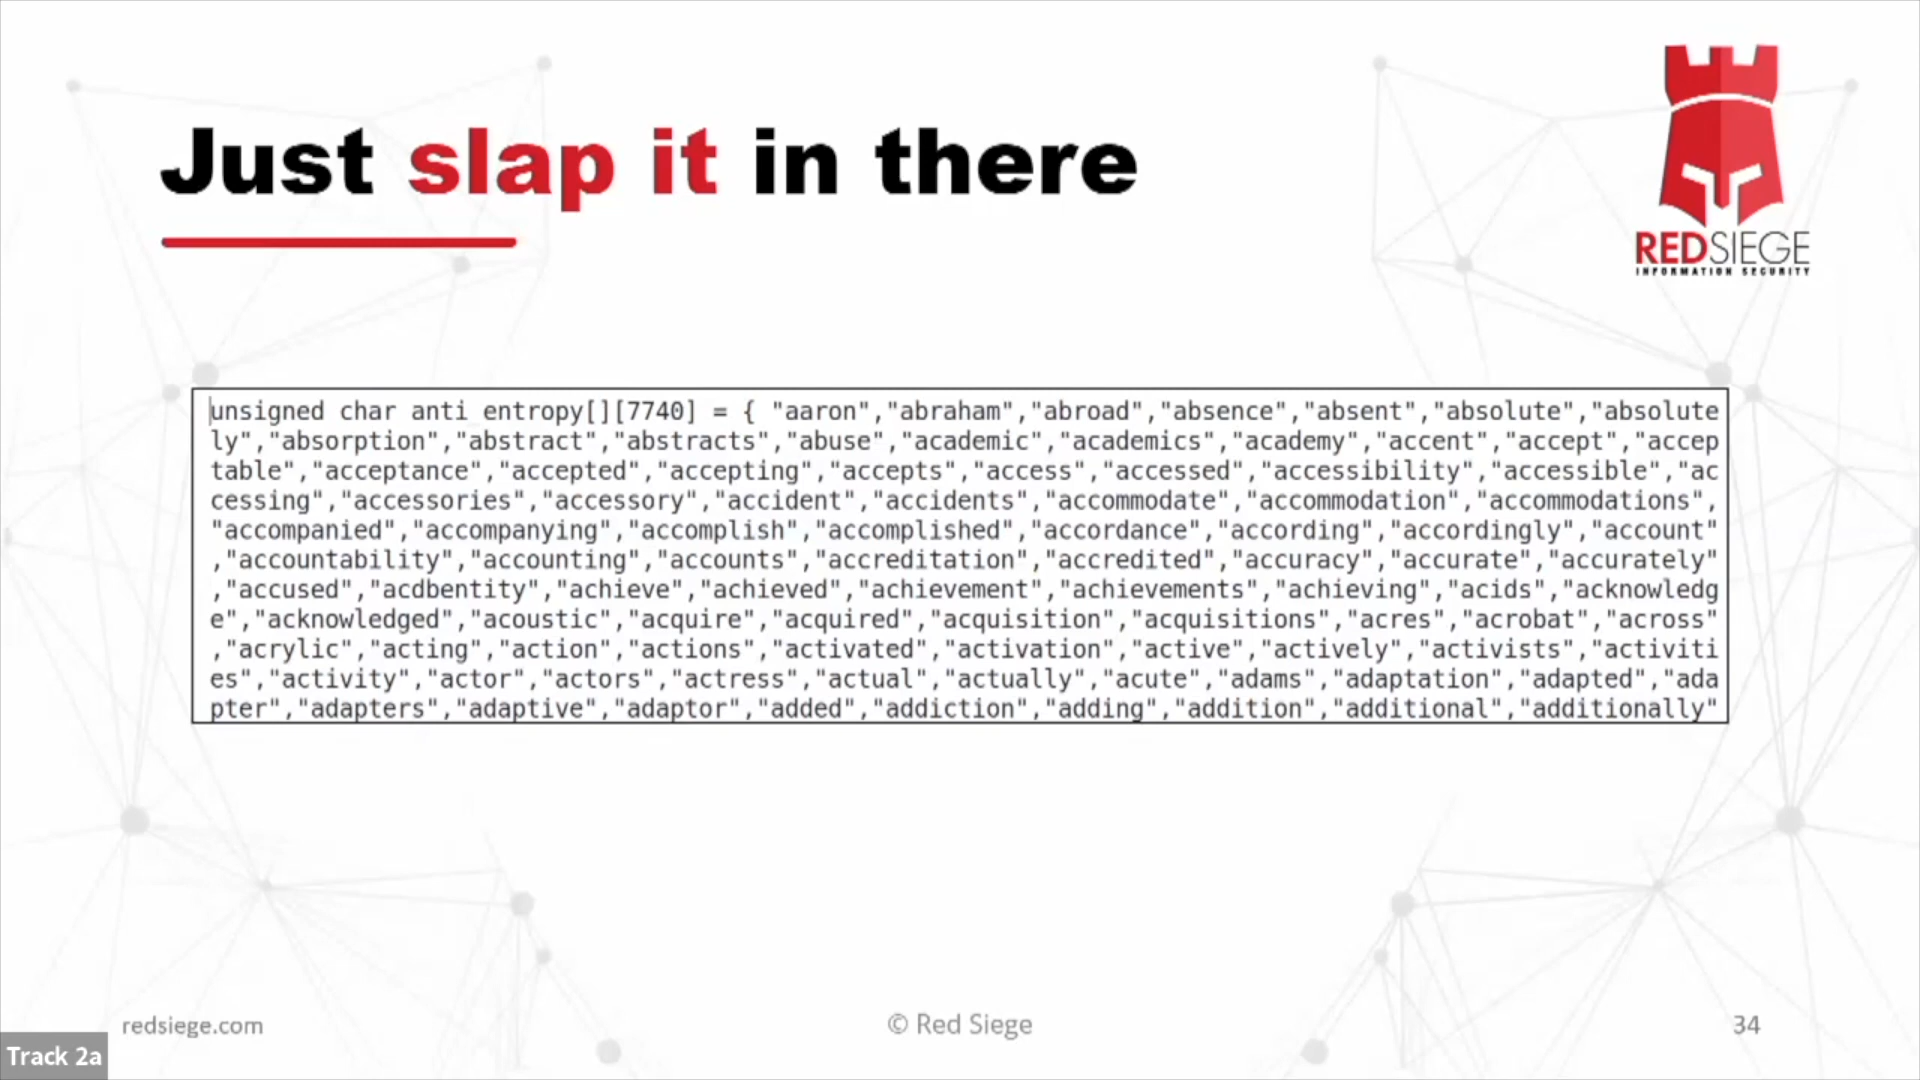 Just slap it in there
REDSIEGE
INFORMATION SECURITY
unsigned char anti_entropy[][7740] = { "aaron","abraham","abroad","absence","absent","absolute","absolute
ly","absorption","abstract","abstracts","abuse","academic","academics","academy","accent","accept","accep
table","acceptance","accepted","accepting","accepts","access","accessed","accessibility","accessible","ac
cessing","accessories","accessory","accident","accidents","accommodate","accommodation","accommodations",
"accompanied","accompanying","accomplish","accomplished","accordance","according","accordingly","account"
,"accountability","accounting","accounts","accreditation","accredited","accuracy","accurate","accurately"
,"accused","acdbentity","achieve","achieved","achievement","achievements","achieving","acids","acknowledg
e","acknowledged","acoustic","acquire","acquired","acquisition","acquisitions","acres","acrobat","across"
,"acrylic","acting","action","actions","activated","activation","active","actively","activists","activiti
es","activity","actor","actors","actress","actual","actually","acute","adams","adaptation","adapted","ada
pter","adapters","adaptive","adaptor","added","addiction","adding","addition","additional","additionally"
redsiege.com
© Red Siege
34
Track 2a